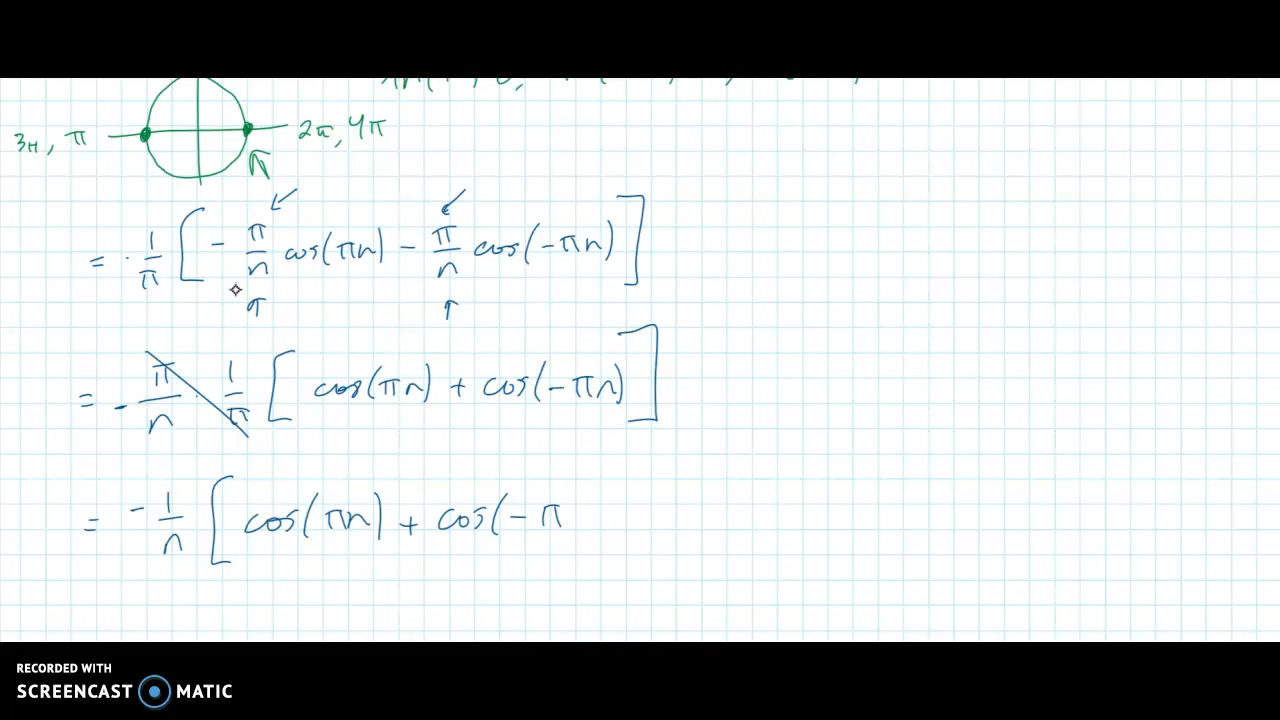 3π, π
2π, 4π
= · 1/π [ - π/n cos(πn) - π/n cos(-πn) ]
= - π/n · 1/π [ cos(πn) + cos(-πn) ]
= - 1/n [ cos(πn) + cos(-π
RECORDED WITH
SCREENCAST MATIC